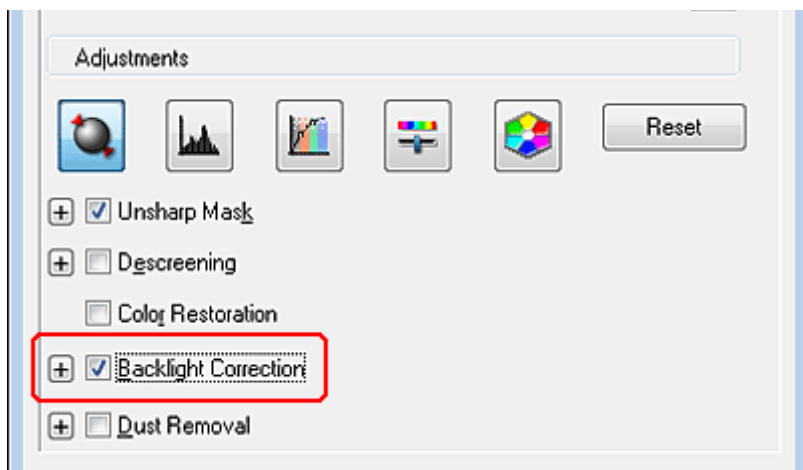 Adjustments
Reset
Unsharp Mask
Descreening
Color Restoration
Backlight Correction
Dust Removal